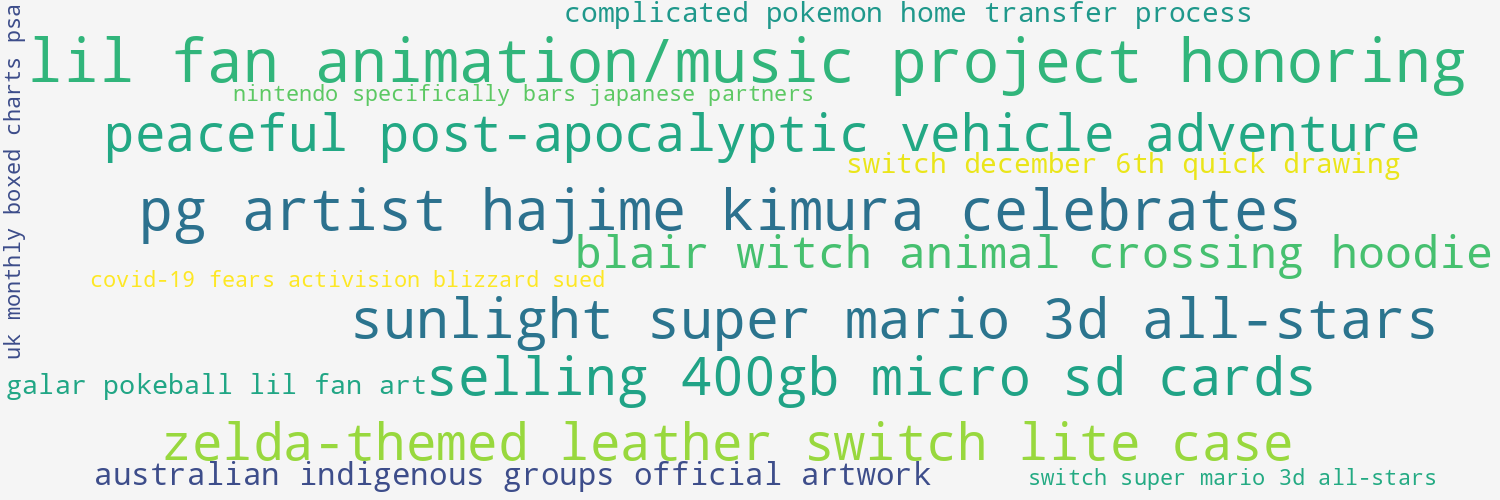 complicated pokemon home transfer process
lil fan animation/music project honoring
nintendo specifically bars japanese partners
peaceful post-apocalyptic vehicle adventure
switch december 6th quick drawing
pg artist hajime kimura celebrates
blair witch animal crossing hoodie
covid-19 fears activision blizzard sued
sunlight super mario 3d all-stars
selling 400gb micro sd cards
galar pokeball lil fan art
zelda-themed leather switch lite case
australian indigenous groups official artwork
switch super mario 3d all-stars
uk monthly boxed charts psa